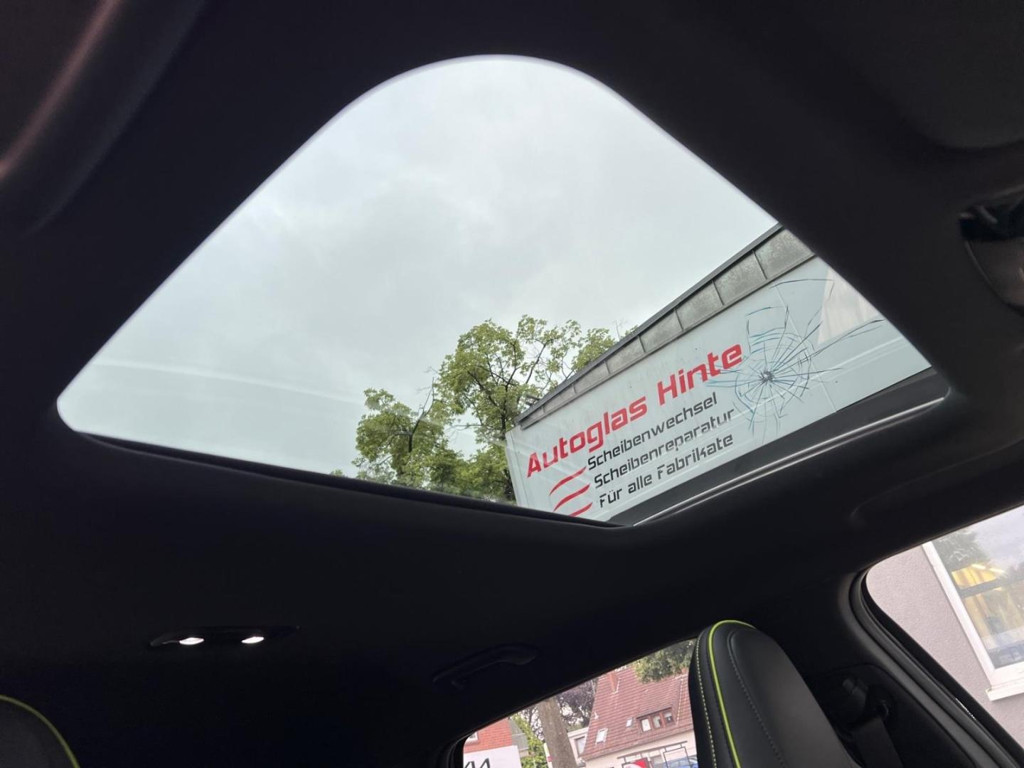 Autoglas Hinte
Scheibenwechsel
Scheibenreparatur
Für alle Fabrikate